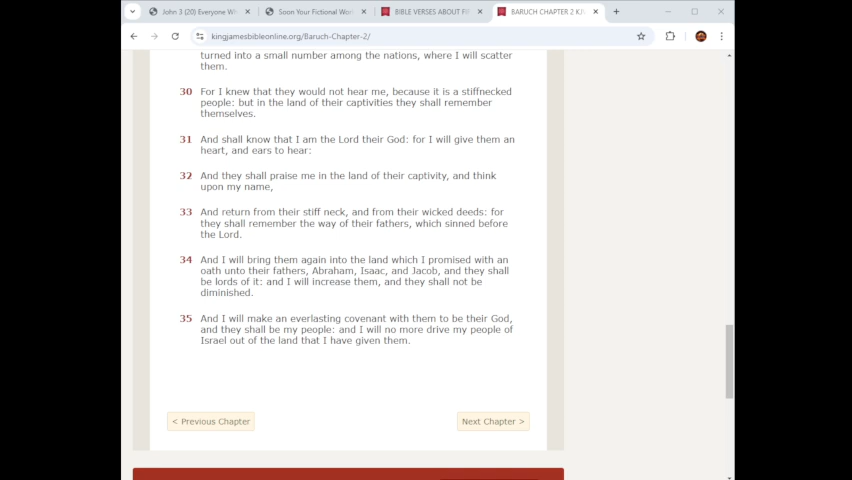 John 3 (20) Everyone Wh
Soon Your Fictional Wor
BIBLE VERSES ABOUT
BARUCH CHAPTER 2 KJV
kingjamesbibleonline.org/Baruch-Chapter-2/
turned into a small number among the nations, where I will scatter
them.
30 For I knew that they would not hear me, because it is a stiffnecked
people: but in the land of their captivities they shall remember
themselves.
31 And shall know that I am the Lord their God: for I will give them an
heart, and ears to hear:
32 And they shall praise me in the land of their captivity, and think
upon my name,
33 And return from their stiff neck, and from their wicked deeds: for
they shall remember the way of their fathers, which sinned before
the Lord.
34 And I will bring them again into the land which I promised with an
oath unto their fathers, Abraham, Isaac, and Jacob, and they shall
be lords of it: and I will increase them, and they shall not be
diminished.
35 And I will make an everlasting covenant with them to be their God,
and they shall be my people: and I will no more drive my people of
Israel out of the land that I have given them.
< Previous Chapter
Next Chapter >